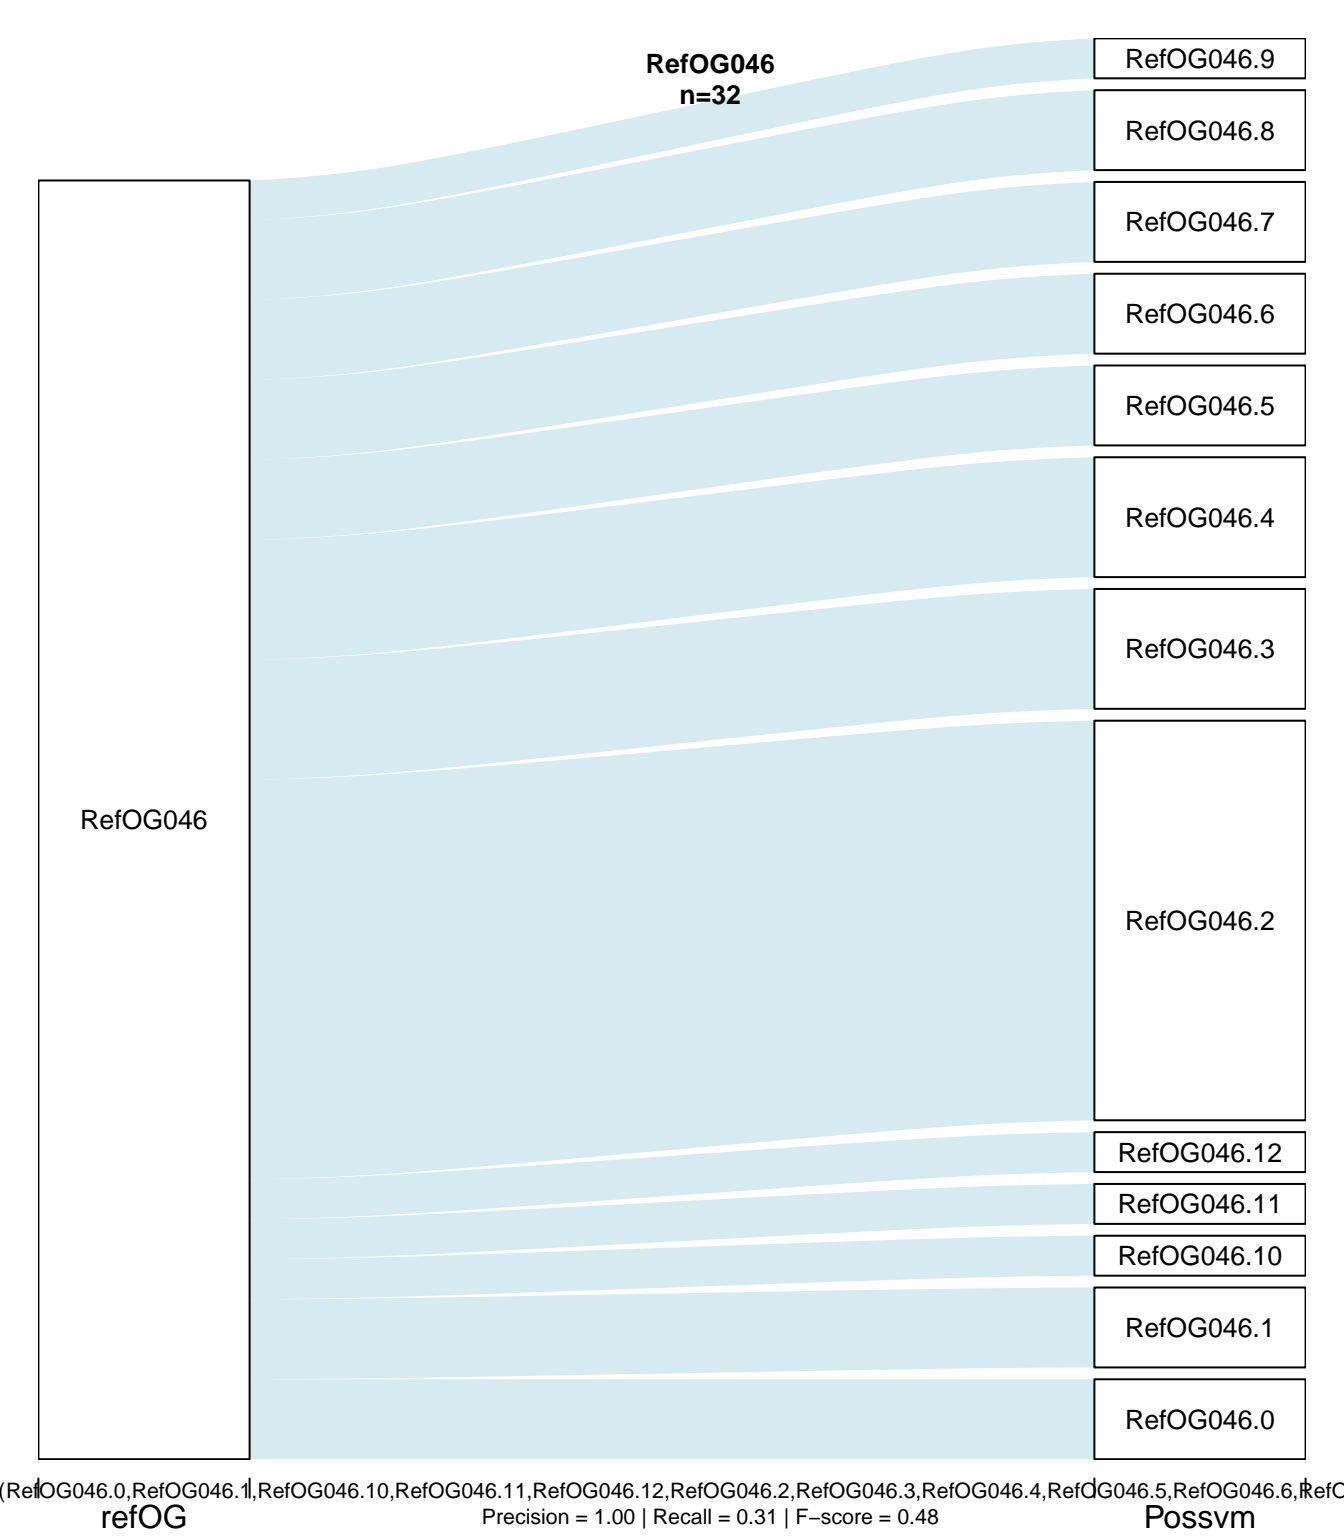 RefOG046
n=32
RefOG046.9
RefOG046.8
RefOG046.7
RefOG046.6
RefOG046.5
RefOG046.4
RefOG046.3
RefOG046
RefOG046.2
RefOG046.12
RefOG046.11
RefOG046.10
RefOG046.1
RefOG046.0
(RefOG046.0,RefOG046.1,RefOG046.10,RefOG046.11,RefOG046.12,RefOG046.2,RefOG046.3,RefOG046.4,RefOG046.5,RefOG046.6,RefO
refOG
Precision = 1.00 | Recall = 0.31 | F−score = 0.48
Possvm